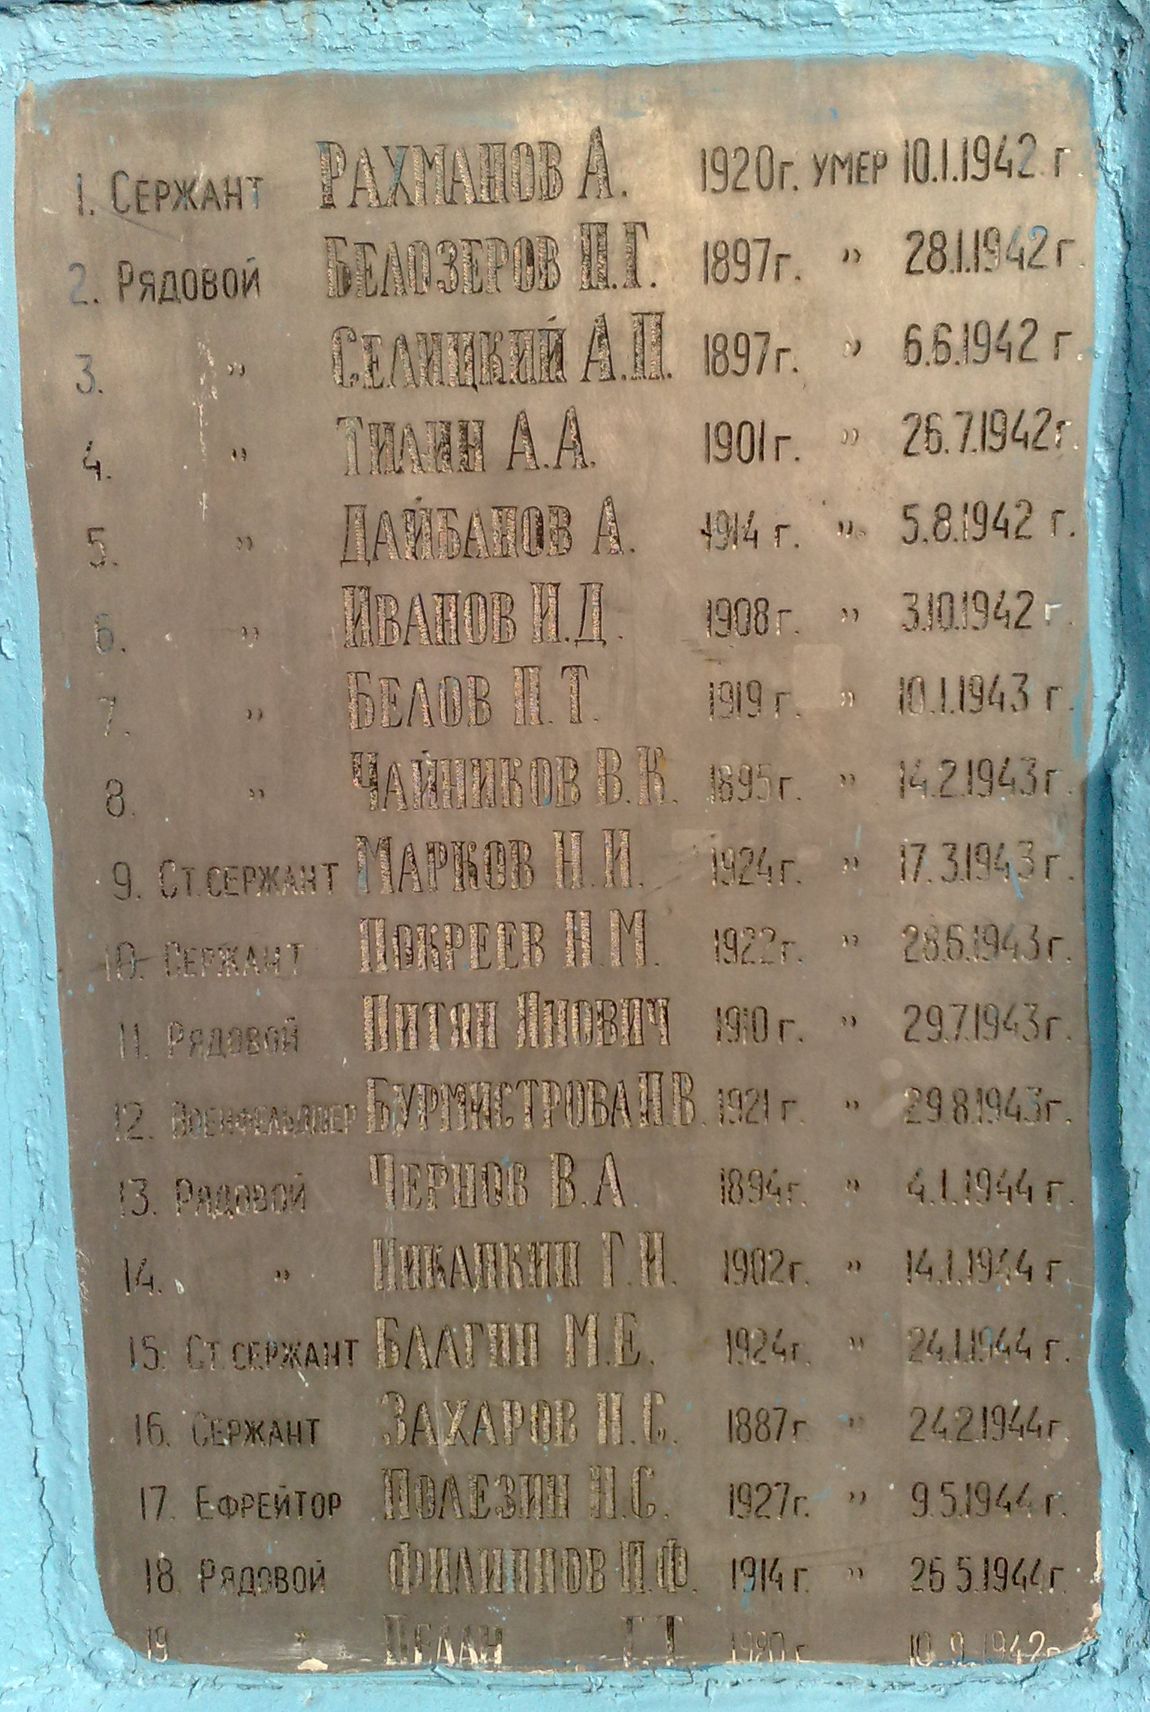 1. Сержант Рахманов А. 1920г. умер 10.1.1942 г.
2. Рядовой Белозеров П.Г. 1897г. " 28.1.1942 г.
3. " Селицкий А.П. 1897г. " 6.6.1942 г.
4. " Тилин А.А. 1901г. " 26.7.1942г.
5. " Дайбанов А. 1914 г. " 5.8.1942 г.
6. " Иванов И.Д. 1908г. " 3.10.1942 г.
7. " Белов П.Т. 1919 г. " 10.1.1943 г.
8. " Чайников В.К. 1895г. " 14.2.1943г.
9. Ст.сержант Марков Н.И. 1924г. " 17.3.1943г.
10. Сержант Покреев Н.М. 1922г. " 28.6.1943г.
11. Рядовой Питян Янович 1910 г. " 29.7.1943г.
12. Военфельдшер Бурмистрова П.В. 1921 г. " 29.8.1943г.
13. Рядовой Чернов В.А. 1894г. " 4.1.1944 г.
14. " Никанкин Г.Н. 1902г. " 14.1.1944 г.
15. Ст.сержант Благин М.Е. 1924г. " 24.1.1944 г.
16. Сержант Захаров Н.С. 1887г " 24.2.1944г.
17. Ефрейтор Полезин Н.С. 1927г. " 9.5.1944 г.
18. Рядовой Филиппов П.Ф. 1914 г. " 26 5.1944г.
19 " Г.Т.